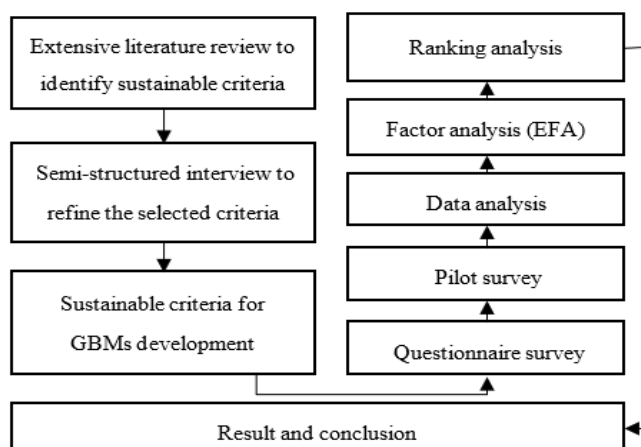 Extensive literature review to
identify sustainable criteria
Semi-structured interview to
refine the selected criteria
Sustainable criteria for
GBMs development
Ranking analysis
Factor analysis (EFA)
Data analysis
Pilot survey
Questionnaire survey
Result and conclusion